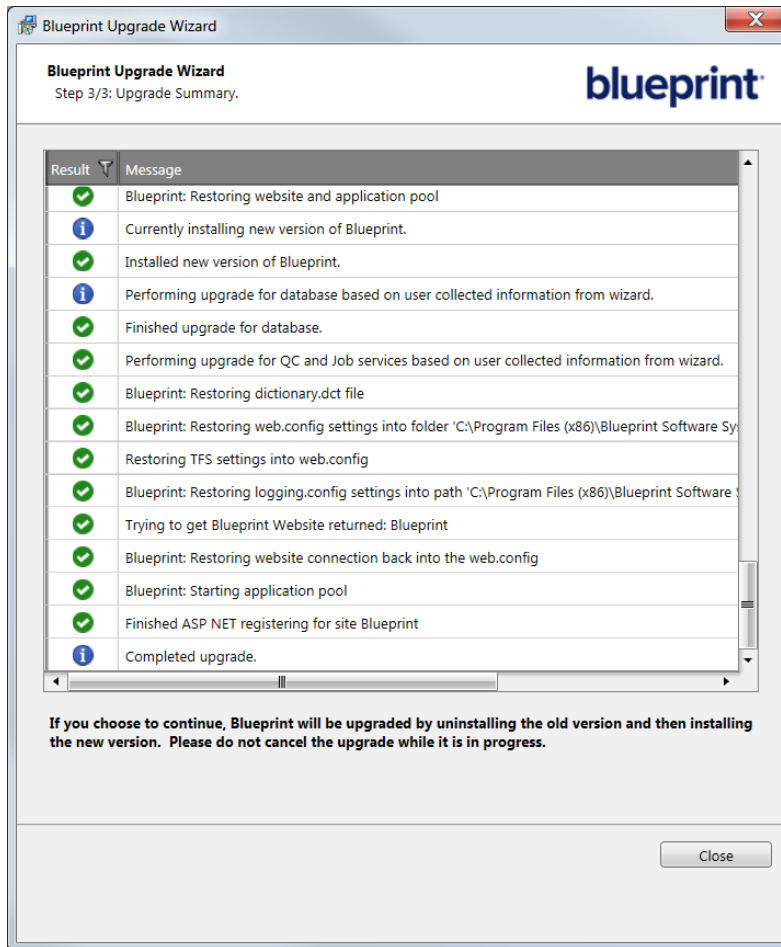 Blueprint Upgrade Wizard
Blueprint Upgrade Wizard
Step 3/3: Upgrade Summary.
blueprint
Result Message
Blueprint: Restoring website and application pool
Currently installing new version of Blueprint.
Installed new version of Blueprint.
Performing upgrade for database based on user collected information from wizard.
Finished upgrade for database.
Performing upgrade for QC and Job services based on user collected information from wizard.
Blueprint: Restoring dictionary.dct file
Blueprint: Restoring web.config settings into folder 'C:\Program Files (x86)\Blueprint Software Sy
Restoring TFS settings into web.config
Blueprint: Restoring logging.config settings into path 'C:\Program Files (x86)\Blueprint Software
Trying to get Blueprint Website returned: Blueprint
Blueprint: Restoring website connection back into the web.config
Blueprint: Starting application pool
Finished ASP NET registering for site Blueprint
Completed upgrade.
If you choose to continue, Blueprint will be upgraded by uninstalling the old version and then installing
the new version. Please do not cancel the upgrade while it is in progress.
Close